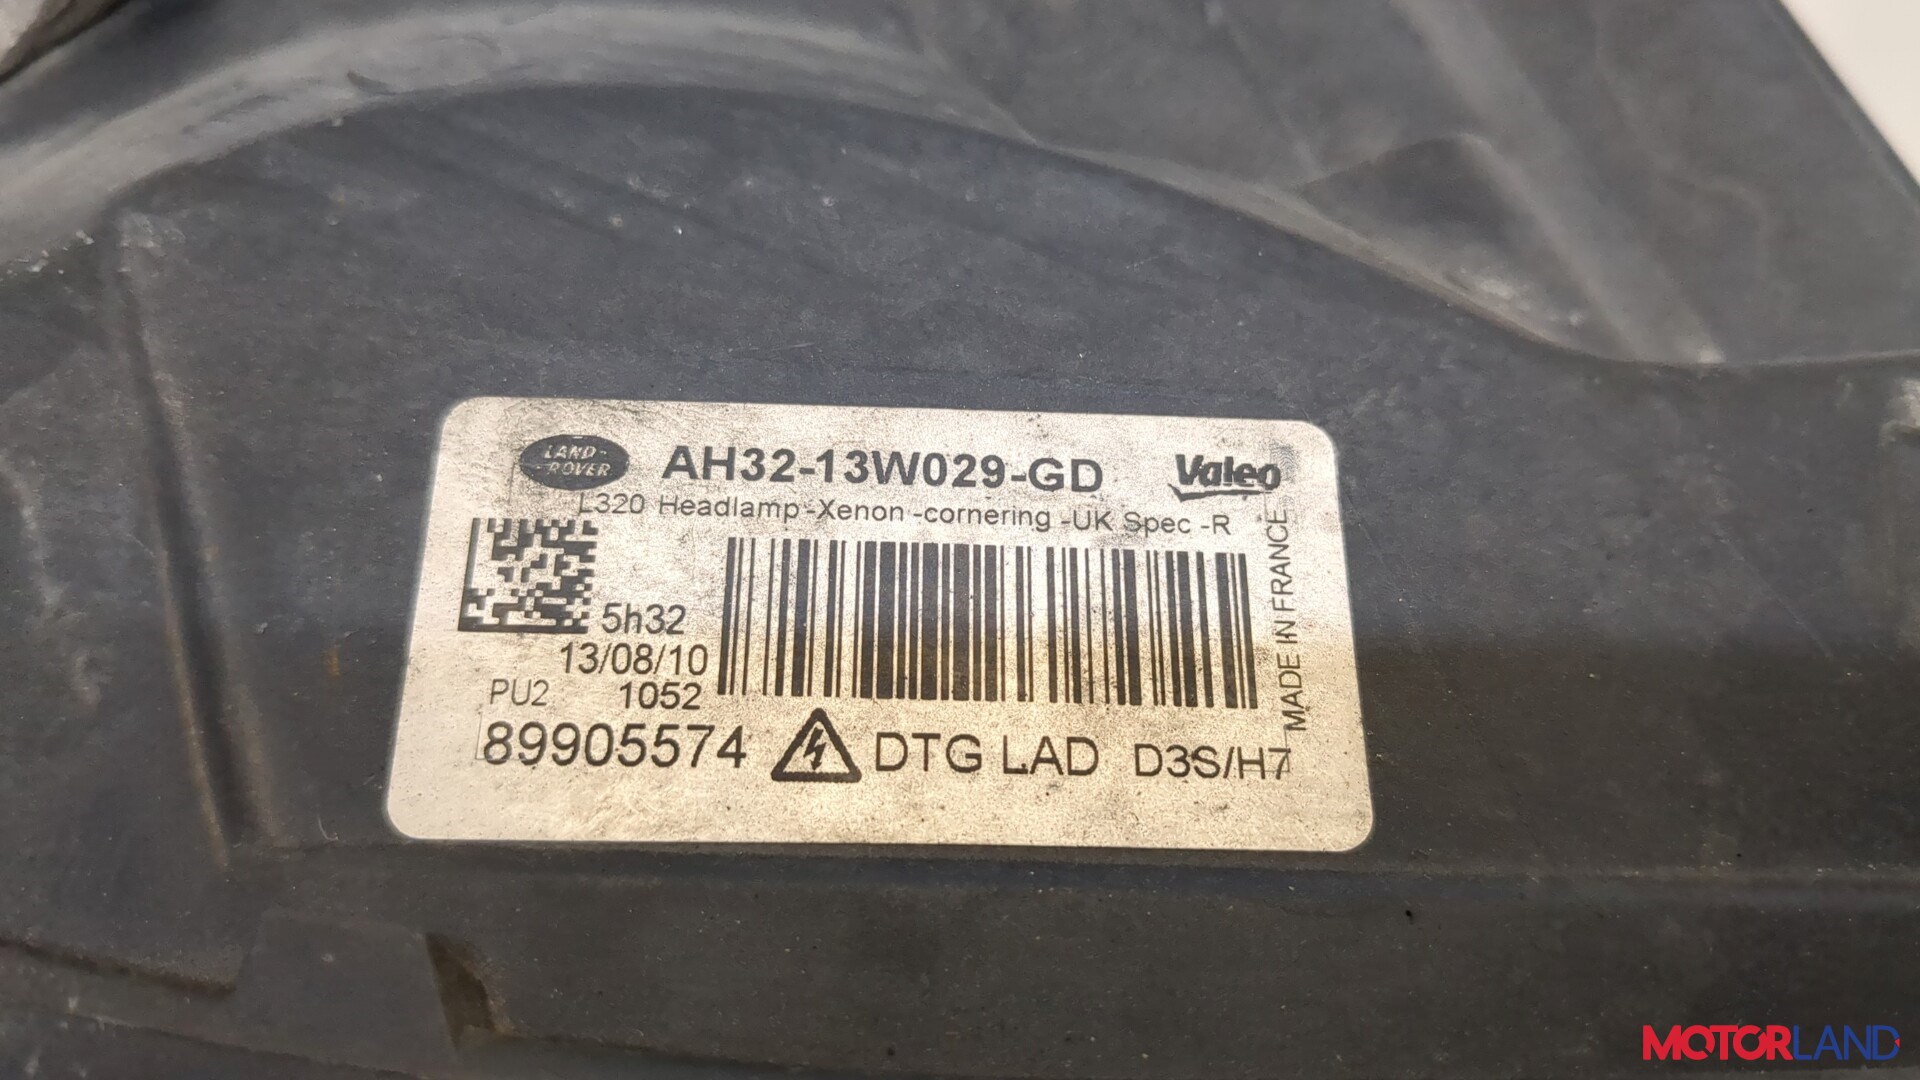 LAND-
-ROVER
AH32-13W029-GD
Valeo
L320 Headlamp-Xenon -cornering -UK Spec -R
5h32
13/08/10
PU2 1052
89905574 DTG LAD D3S/H7
MADE IN FRANCE
MOTORLAND